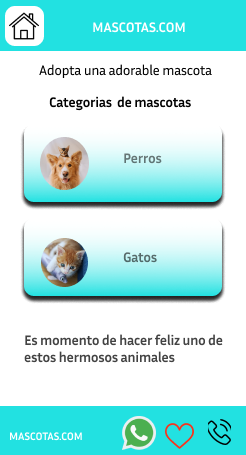 MASCOTAS.COM
Adopta una adorable mascota
Categorias de mascotas
Perros
Gatos
Es momento de hacer feliz uno de
estos hermosos animales
MASCOTAS.COM